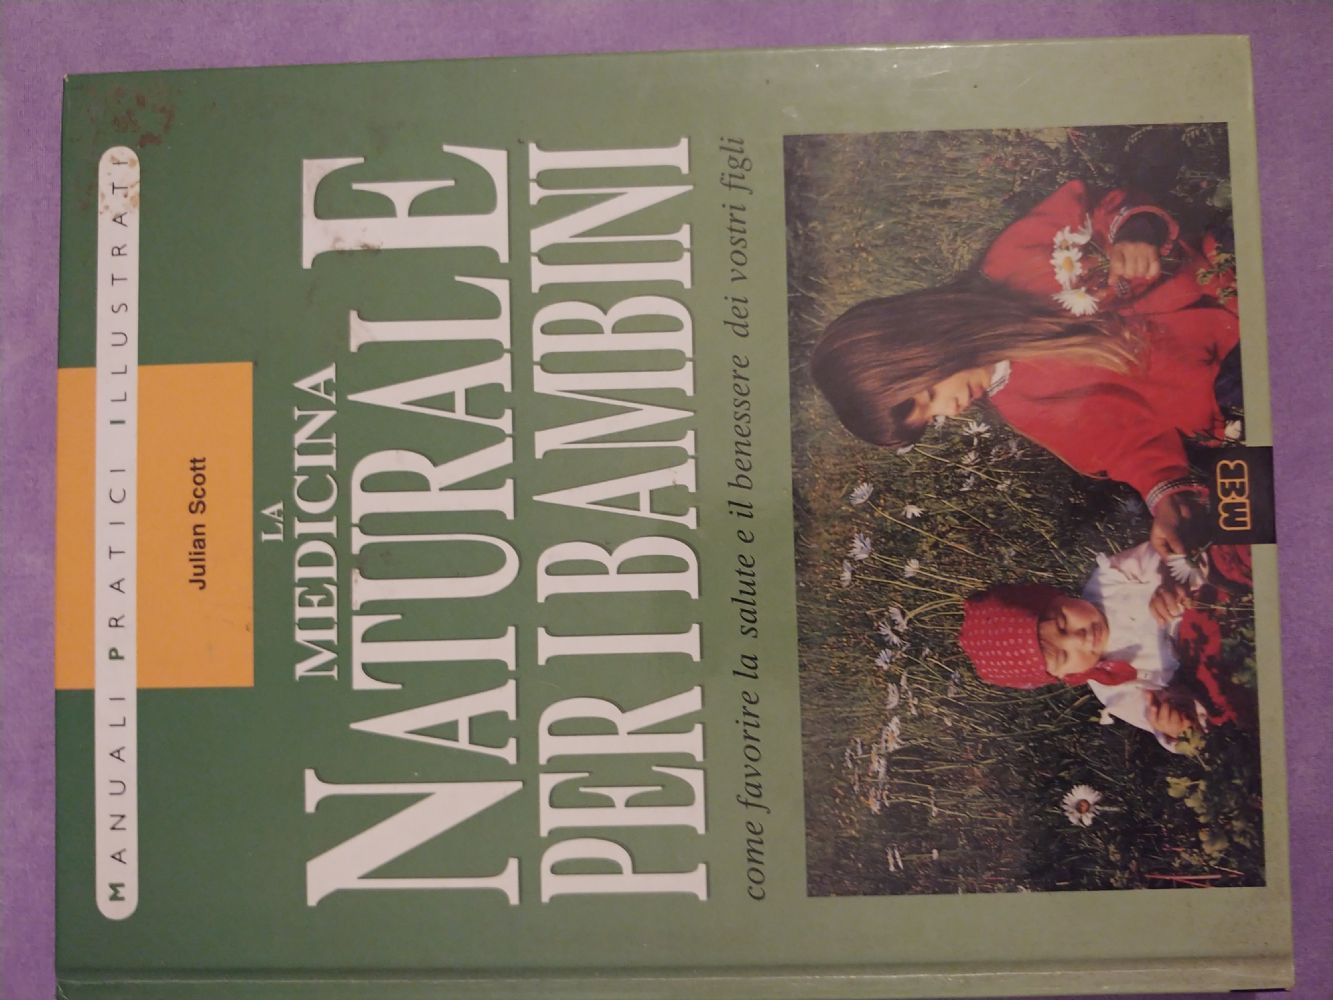 MANUALI PRATICI ILLUSTRATI
Julian Scott
LA
MEDICINA
NATURALE
PER I BAMBINI
come favorire la salute e il benessere dei vostri figli
MEB